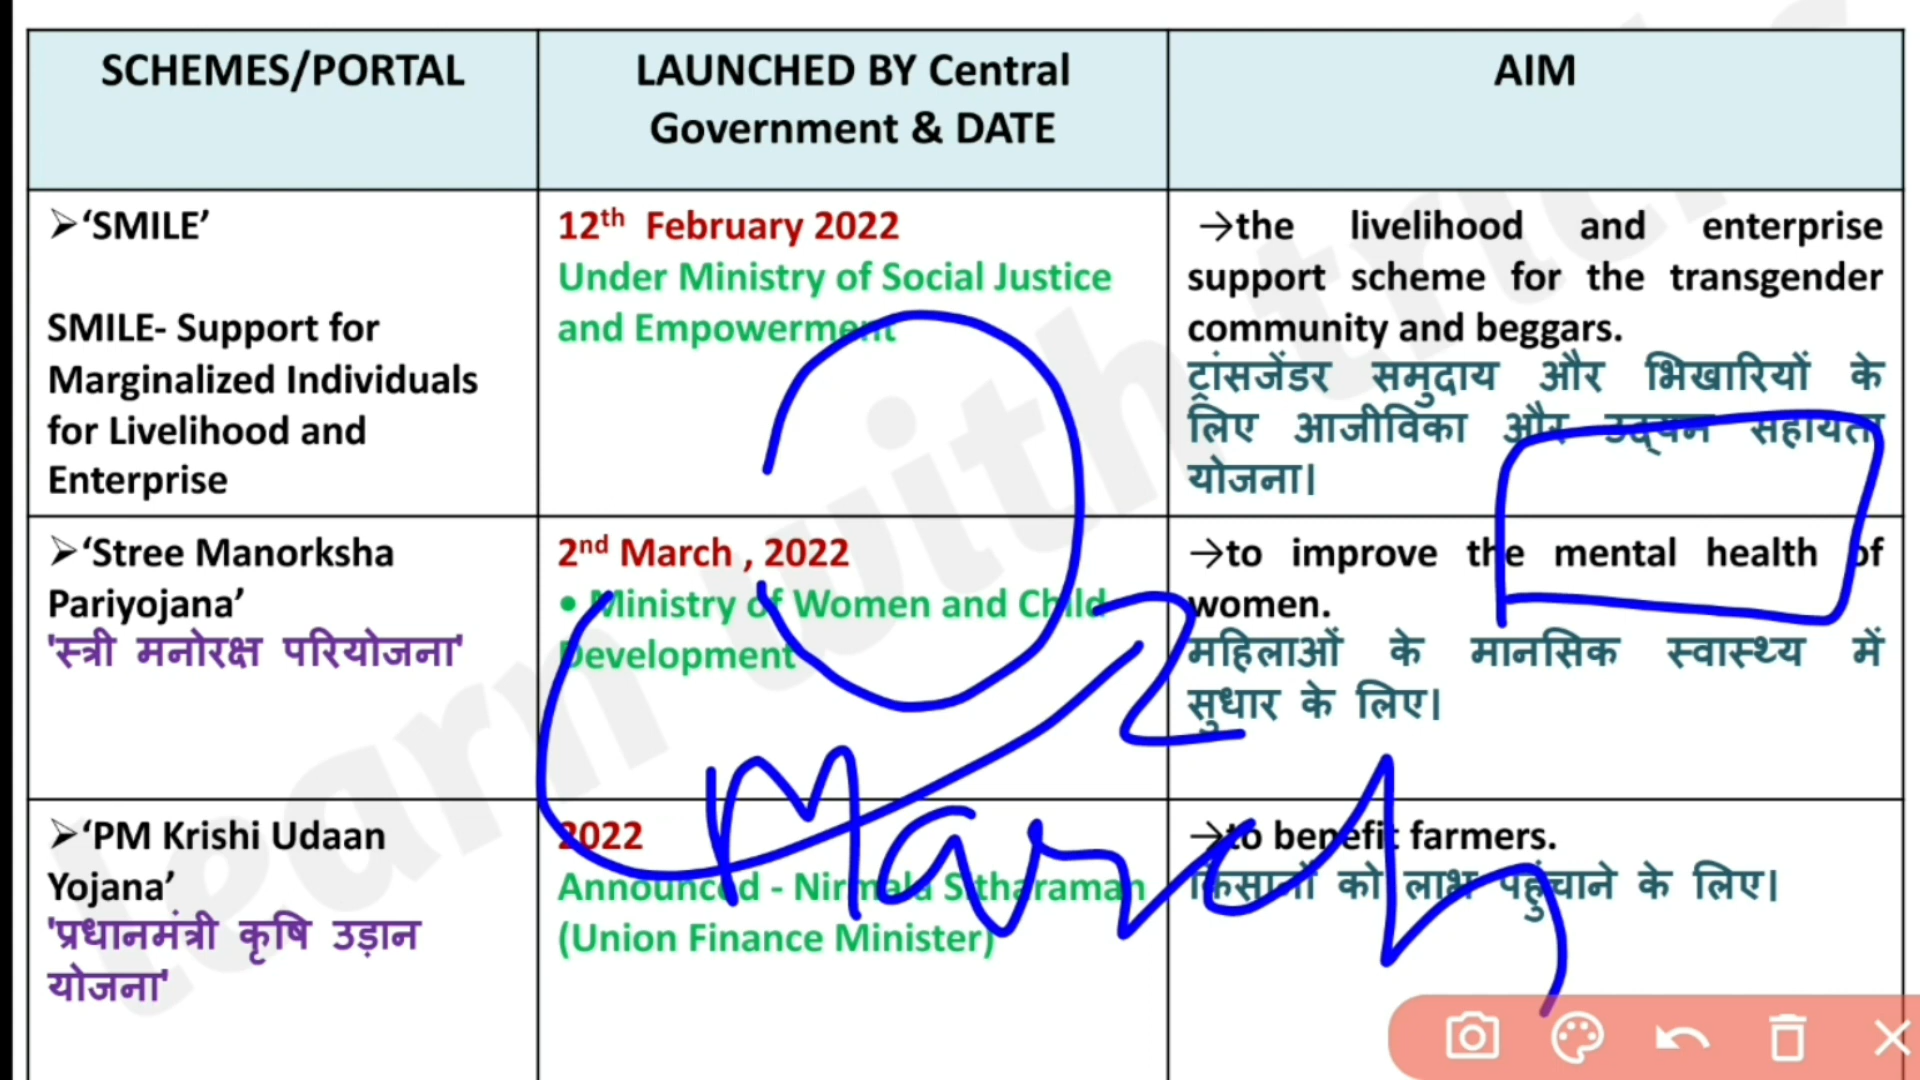 SCHEMES/PORTAL
LAUNCHED BY Central
Government & DATE
AIM
➢‘SMILE’
SMILE- Support for
Marginalized Individuals
for Livelihood and
Enterprise
12th February 2022
Under Ministry of Social Justice
and Empowerment
→the livelihood and enterprise
support scheme for the transgender
community and beggars.
ट्रांसजेंडर समुदाय और भिखारियों के
लिए आजीविका और उद्यम सहायता
योजना।
➢‘Stree Manorksha
Pariyojana’
'स्त्री मनोरक्ष परियोजना'
2nd March , 2022
• Ministry of Women and Child
Development
→to improve the mental health of
women.
महिलाओं के मानसिक स्वास्थ्य में
सुधार के लिए।
2 March
➢‘PM Krishi Udaan
Yojana’
'प्रधानमंत्री कृषि उड़ान
योजना'
2022
Announced - Nirmala Sitharaman
(Union Finance Minister)
→to benefit farmers.
किसानों को लाभ पहुंचाने के लिए।
learn with tricks